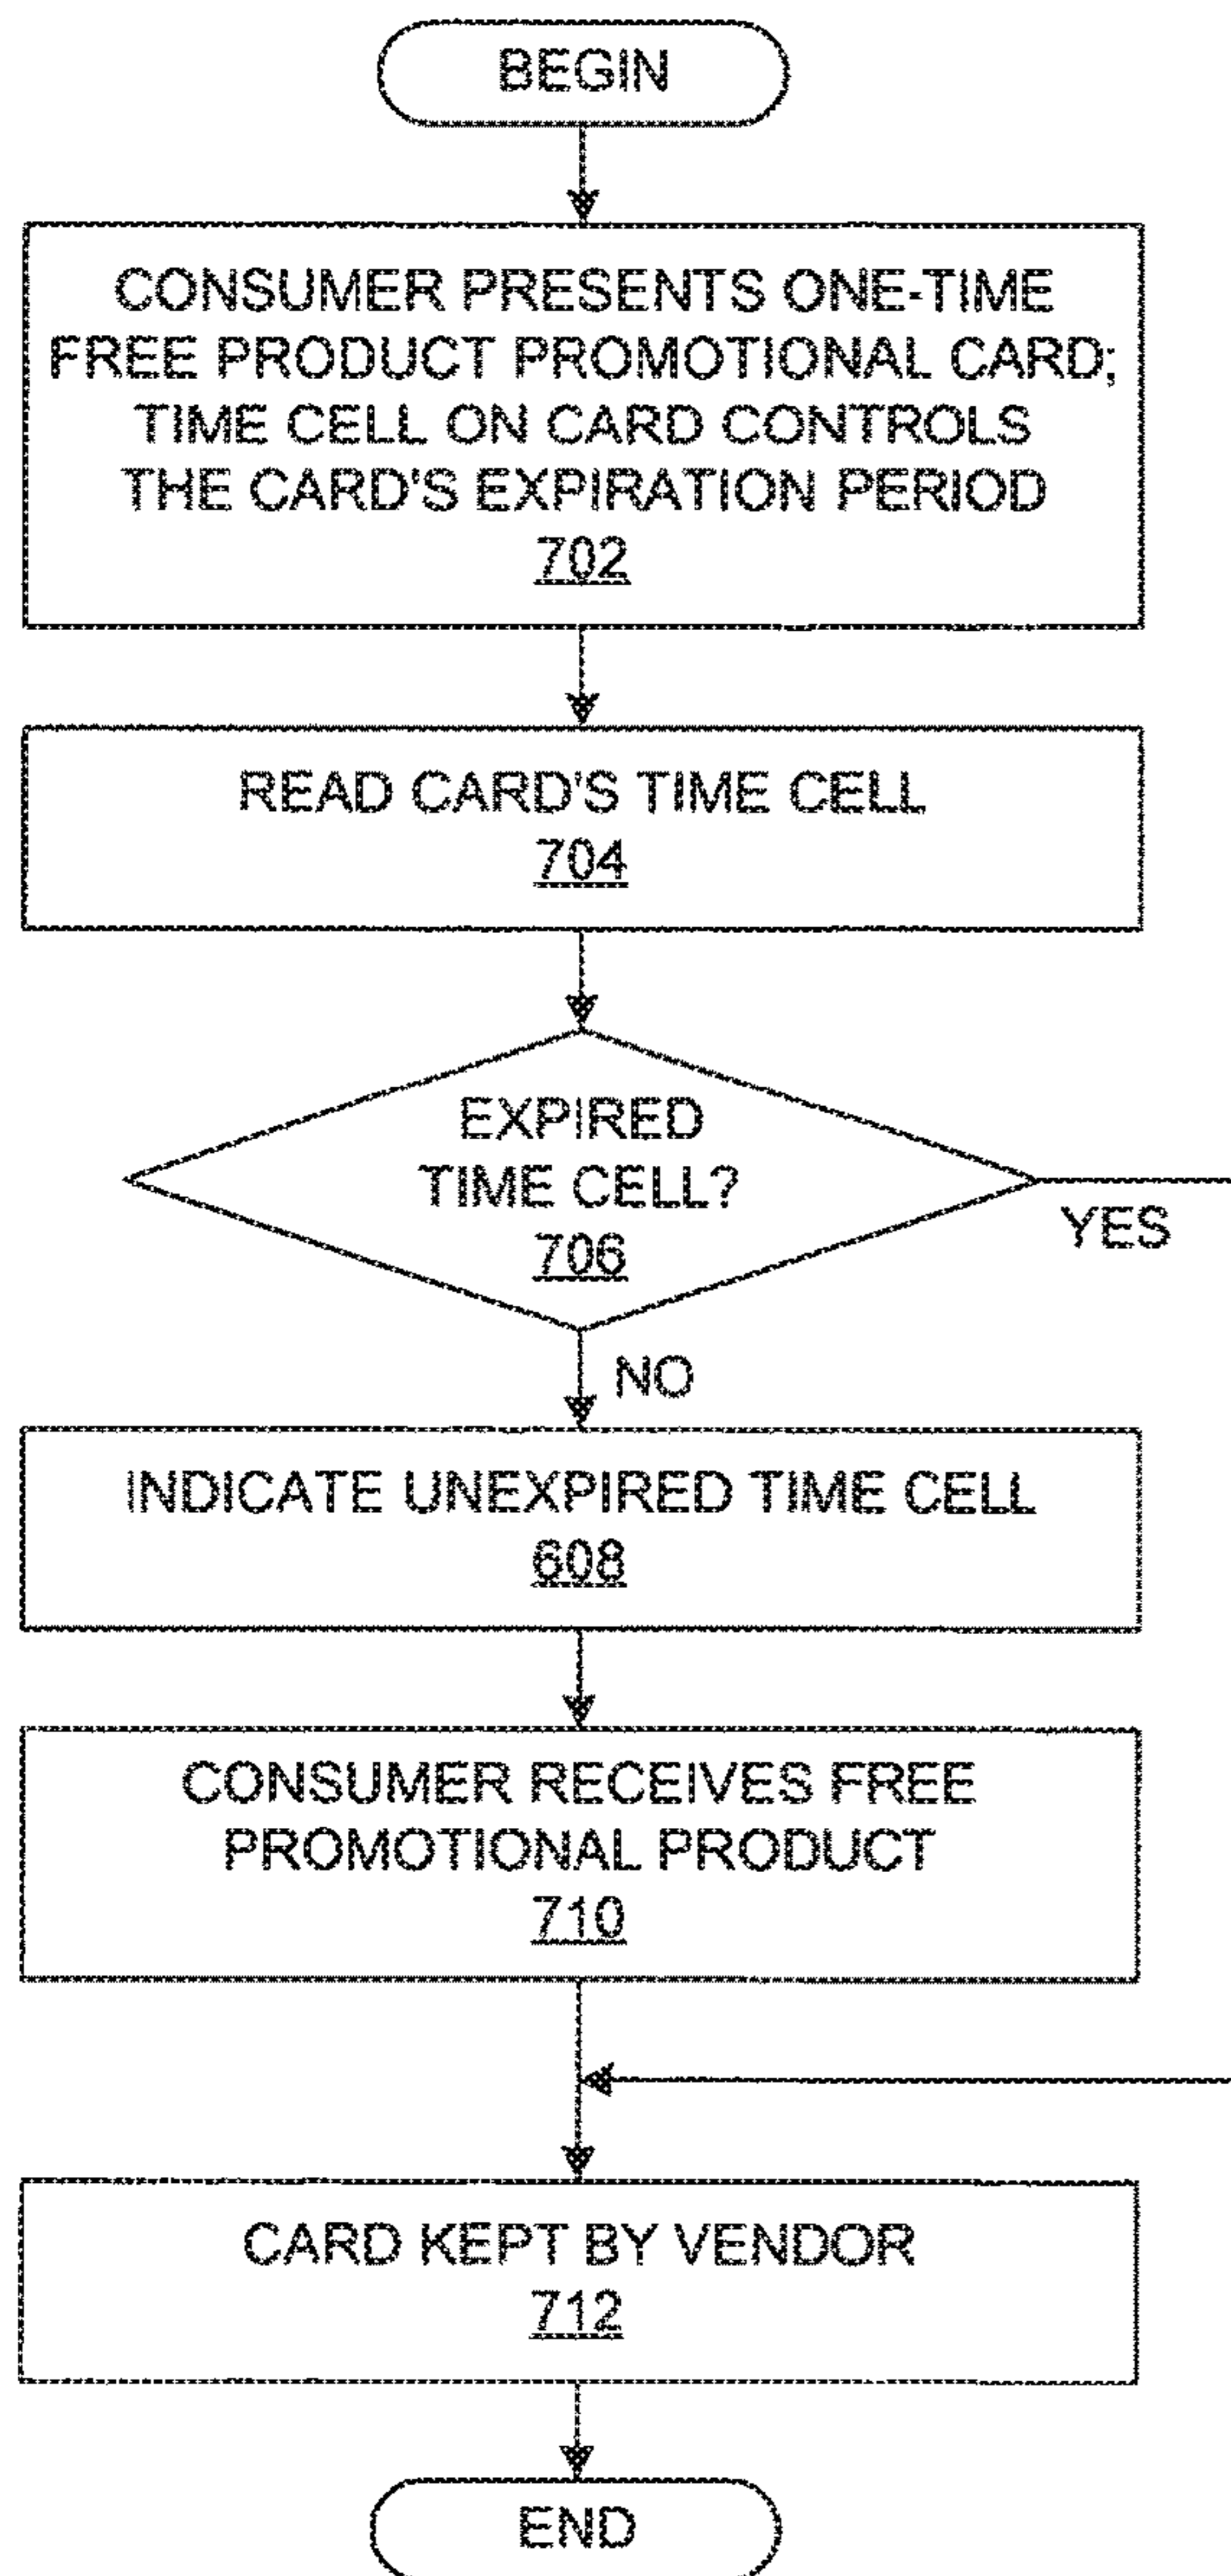 BEGIN
CONSUMER PRESENTS ONE-TIME
FREE PRODUCT PROMOTIONAL CARD;
TIME CELL ON CARD CONTROLS
THE CARD'S EXPIRATION PERIOD
702
READ CARD'S TIME CELL
704
EXPIRED
TIME CELL?
706
YES
NO
INDICATE UNEXPIRED TIME CELL
608
CONSUMER RECEIVES FREE
PROMOTIONAL PRODUCT
710
CARD KEPT BY VENDOR
712
END